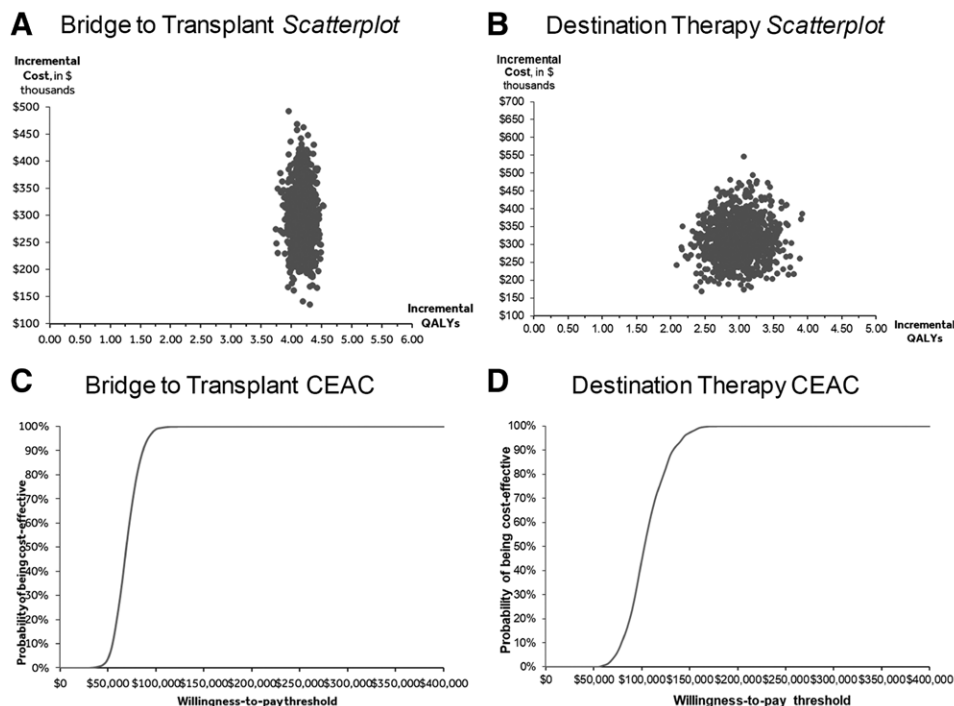 A
Bridge to Transplant Scatterplot
Incremental
Cost, in $
thousands
$500
$450
$400
$350
$300
$250
$200
$150
$100
0.00 0.50 1.00 1.50 2.00 2.50 3.00 3.50 4.00 4.50 5.00 5.50 6.00
Incremental
QALYs
B
Destination Therapy Scatterplot
Incremental
Cost, in $
thousands
$700
$650
$600
$550
$500
$450
$400
$350
$300
$250
$200
$150
$100
0.00 0.50 1.00 1.50 2.00 2.50 3.00 3.50 4.00 4.50 5.00
Incremental
QALYs
C
Bridge to Transplant CEAC
Probability of being cost-effective
100%
90%
80%
70%
60%
50%
40%
30%
20%
10%
0%
$0 $50,000 $100,000 $150,000 $200,000 $250,000 $300,000 $350,000 $400,000
Willingness-to-pay threshold
D
Destination Therapy CEAC
Probability of being cost-effective
100%
90%
80%
70%
60%
50%
40%
30%
20%
10%
0%
$0 $50,000 $100,000 $150,000 $200,000 $250,000 $300,000 $350,000 $400,000
Willingness-to-pay threshold